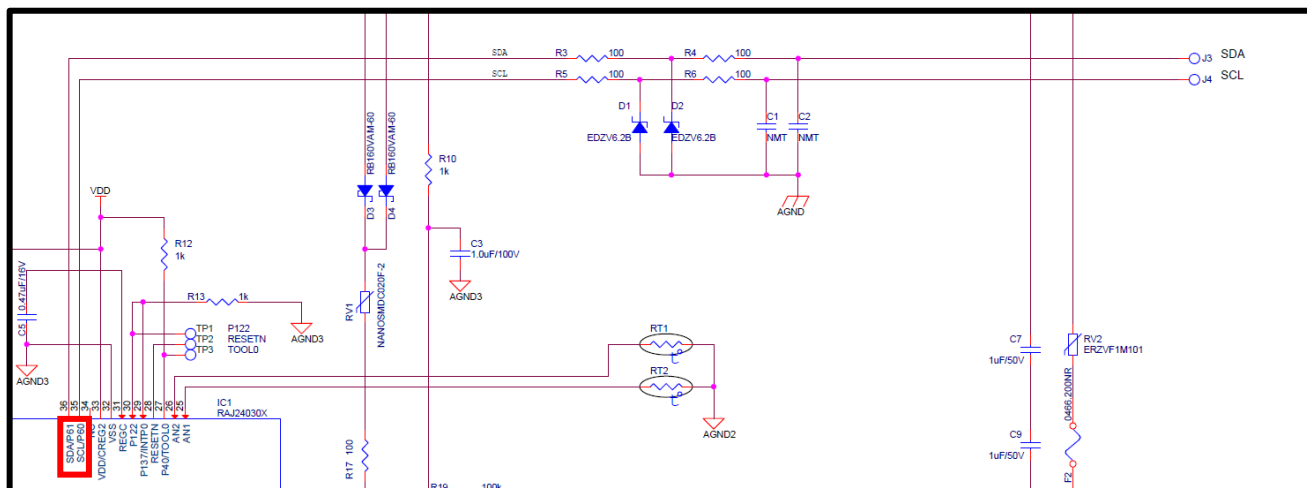 SDA R3 100 R4 100 J3 SDA
SCL R5 100 R6 100 J4 SCL
D1 D2 C1 C2
EDZV6.2B EDZV6.2B NMT NMT
AGND
RB160VAM-60 RB160VAM-60
D3 D4
R10
1k
C3
1.0uF/100V
AGND3
VDD
R12
1k
C5 0.47uF/16V
AGND3
R13 1k
AGND3
TP1 P122
TP2 RESETN
TP3 TOOL0
RV1 NANOSMDC020F-2
RT1
t°
RT2
t°
AGND2
C7
1uF/50V
RV2
ERZVF1M101
0466.200NR
C9
1uF/50V
F2
36 35 34 33 32 31 30 29 28 27 26 25
IC1
RAJ24030X
SDA/P61
SCL/P60
NC
VDD/CREG2
VSS
REGC
P122
P137/INTP0
RESETN
P40/TOOL0
AN2
AN1
R17 100
R19 100k